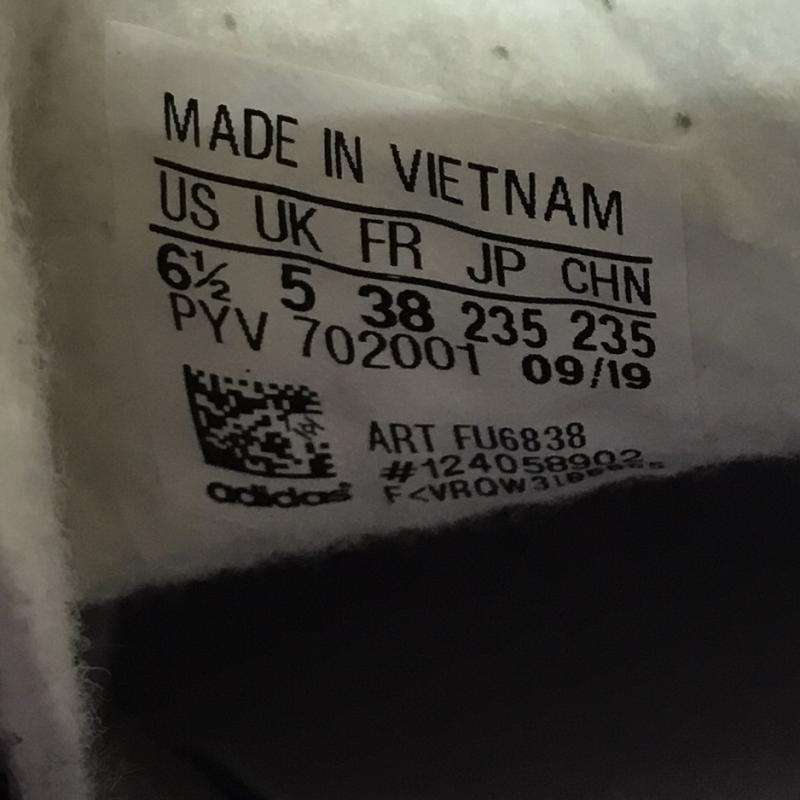 MADE IN VIETNAM
US UK FR JP CHN
6½ 5 38 235 235
PYV 702001 09/19
ART FU6838
#124058902
adidas